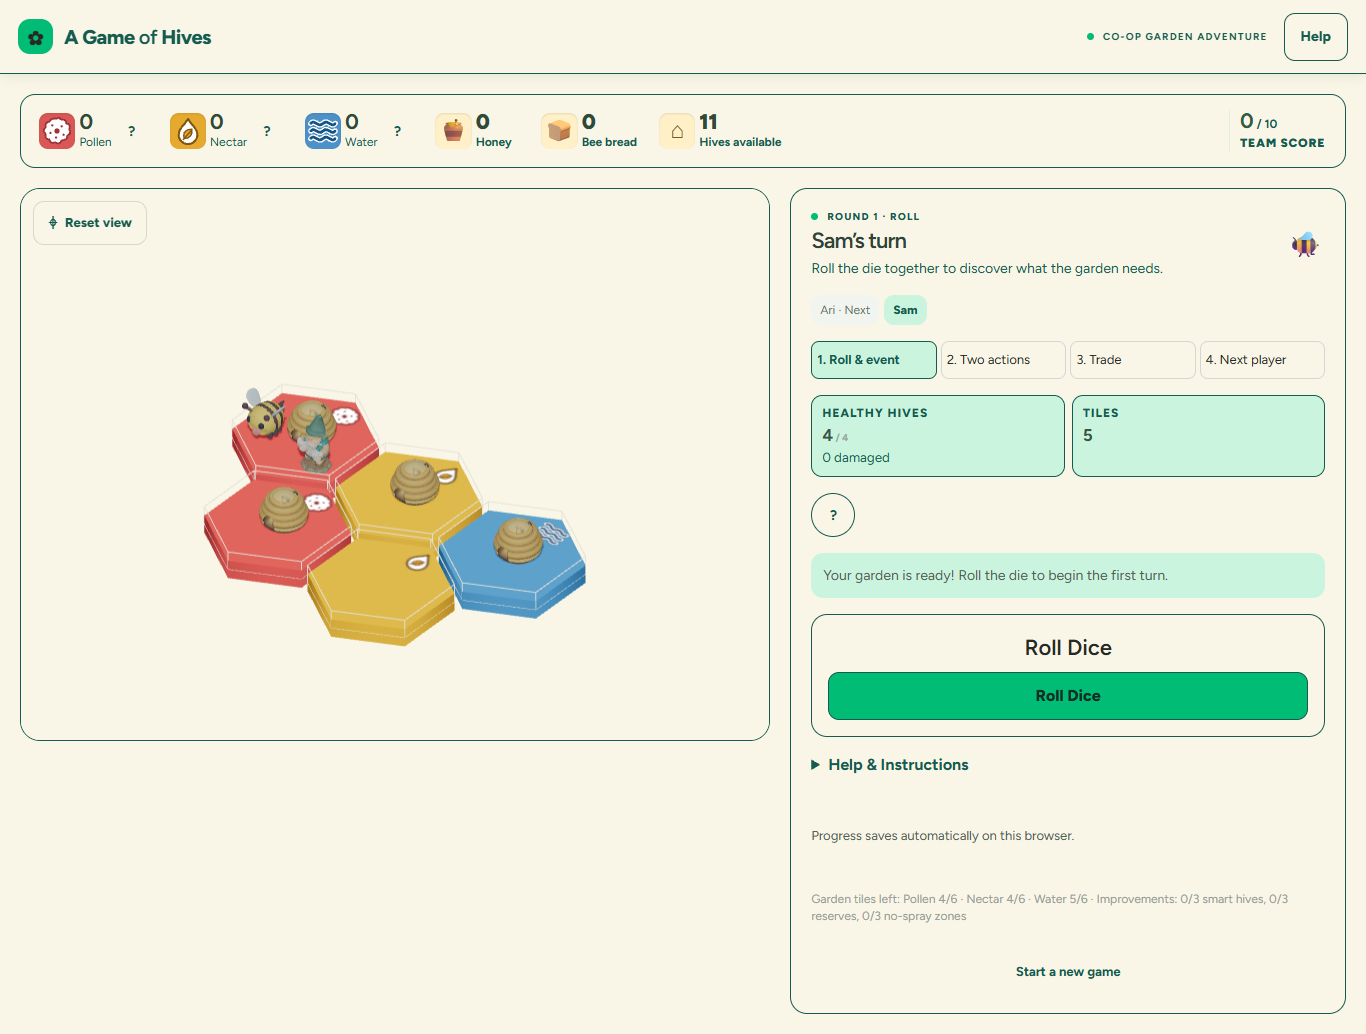 A Game of Hives
CO-OP GARDEN ADVENTURE
Help
0
Pollen
?
0
Nectar
?
0
Water
?
0
Honey
0
Bee bread
11
Hives available
0 / 10
TEAM SCORE
Reset view
ROUND 1 · ROLL
Sam's turn
Roll the die together to discover what the garden needs.
Ari · Next
Sam
1. Roll & event
2. Two actions
3. Trade
4. Next player
HEALTHY HIVES
4 / 4
0 damaged
TILES
5
?
Your garden is ready! Roll the die to begin the first turn.
Roll Dice
Roll Dice
Help & Instructions
Progress saves automatically on this browser.
Garden tiles left: Pollen 4/6 · Nectar 4/6 · Water 5/6 · Improvements: 0/3 smart hives, 0/3
reserves, 0/3 no-spray zones
Start a new game